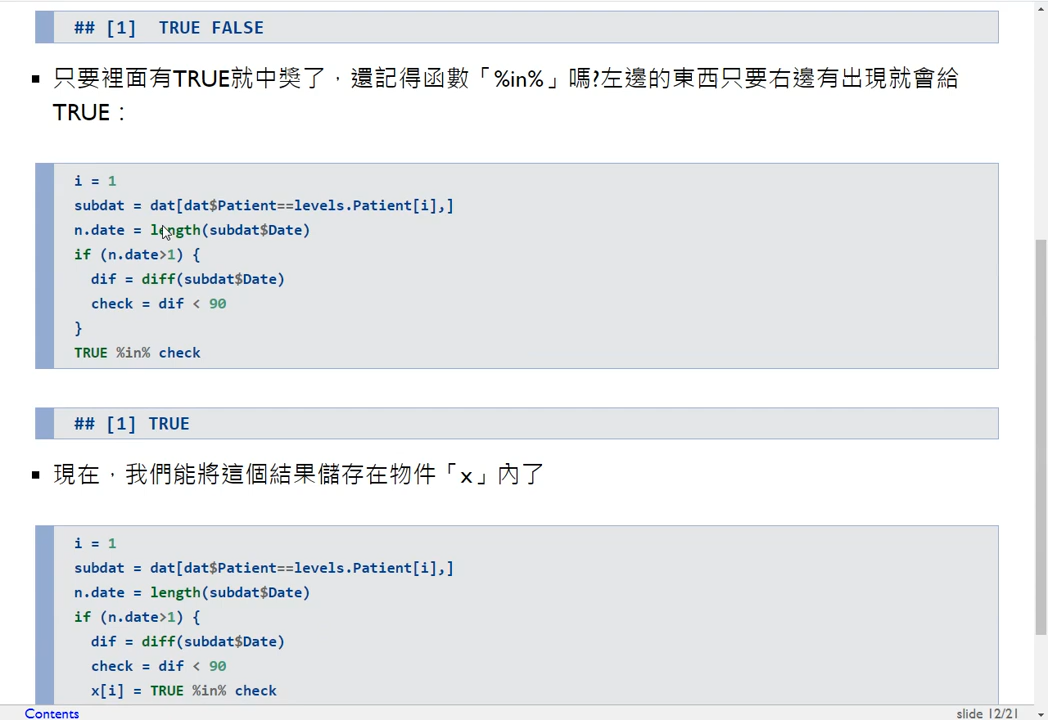 ## [1]  TRUE FALSE
▪ 只要裡面有TRUE就中獎了，還記得函數「%in%」嗎?左邊的東西只要右邊有出現就會給
TRUE：
i = 1
subdat = dat[dat$Patient==levels.Patient[i],]
n.date = length(subdat$Date)
if (n.date>1) {
  dif = diff(subdat$Date)
  check = dif < 90
}
TRUE %in% check
## [1] TRUE
▪ 現在，我們能將這個結果儲存在物件「x」內了
i = 1
subdat = dat[dat$Patient==levels.Patient[i],]
n.date = length(subdat$Date)
if (n.date>1) {
  dif = diff(subdat$Date)
  check = dif < 90
  x[i] = TRUE %in% check
Contents
slide 12/21